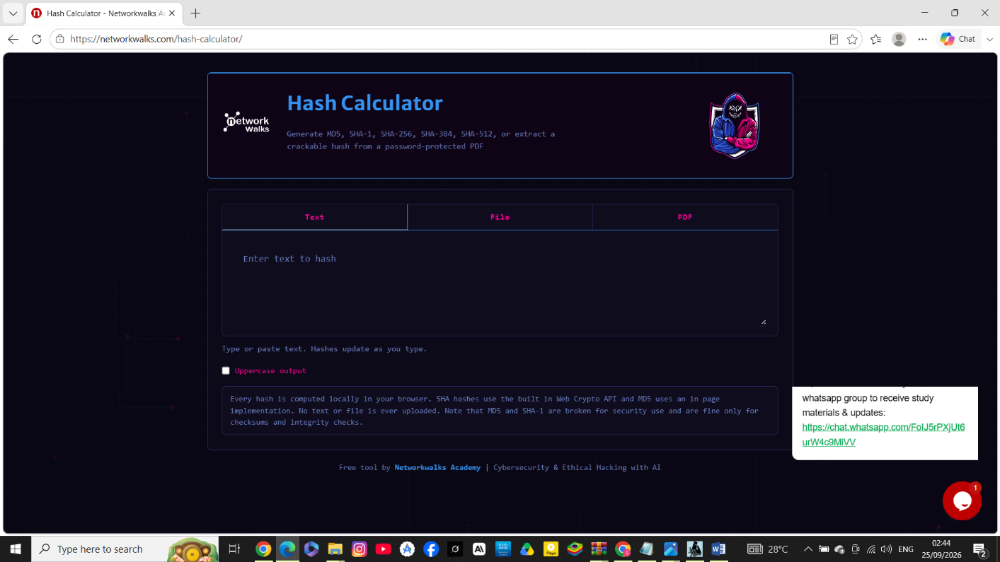 Hash Calculator - Networkwalks Ac
https://networkwalks.com/hash-calculator/
Chat
network
Walks
Hash Calculator
Generate MD5, SHA-1, SHA-256, SHA-384, SHA-512, or extract a
crackable hash from a password-protected PDF
Text
File
PDF
Enter text to hash
Type or paste text. Hashes update as you type.
Uppercase output
Every hash is computed locally in your browser. SHA hashes use the built in Web Crypto API and MD5 uses an in page
implementation. No text or file is ever uploaded. Note that MD5 and SHA-1 are broken for security use and are fine only for
checksums and integrity checks.
whatsapp group to receive study
materials & updates:
https://chat.whatsapp.com/FoIJ5rPXjUt6
urW4c9MiVV
Free tool by Networkwalks Academy | Cybersecurity & Ethical Hacking with AI
1
Type here to search
28°C
ENG
02:44
25/09/2026
2